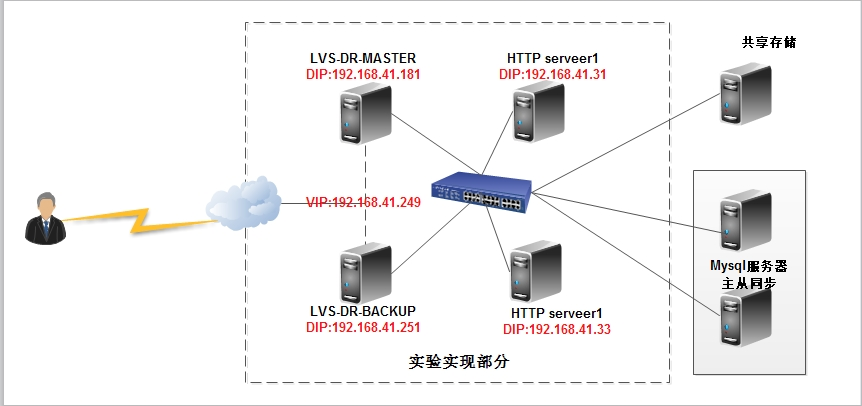 LVS-DR-MASTER
DIP:192.168.41.181
HTTP serveer1
DIP:192.168.41.31
共享存储
VIP:192.168.41.249
Mysql服务器
主从同步
LVS-DR-BACKUP
DIP:192.168.41.251
HTTP serveer1
DIP:192.168.41.33
实验实现部分